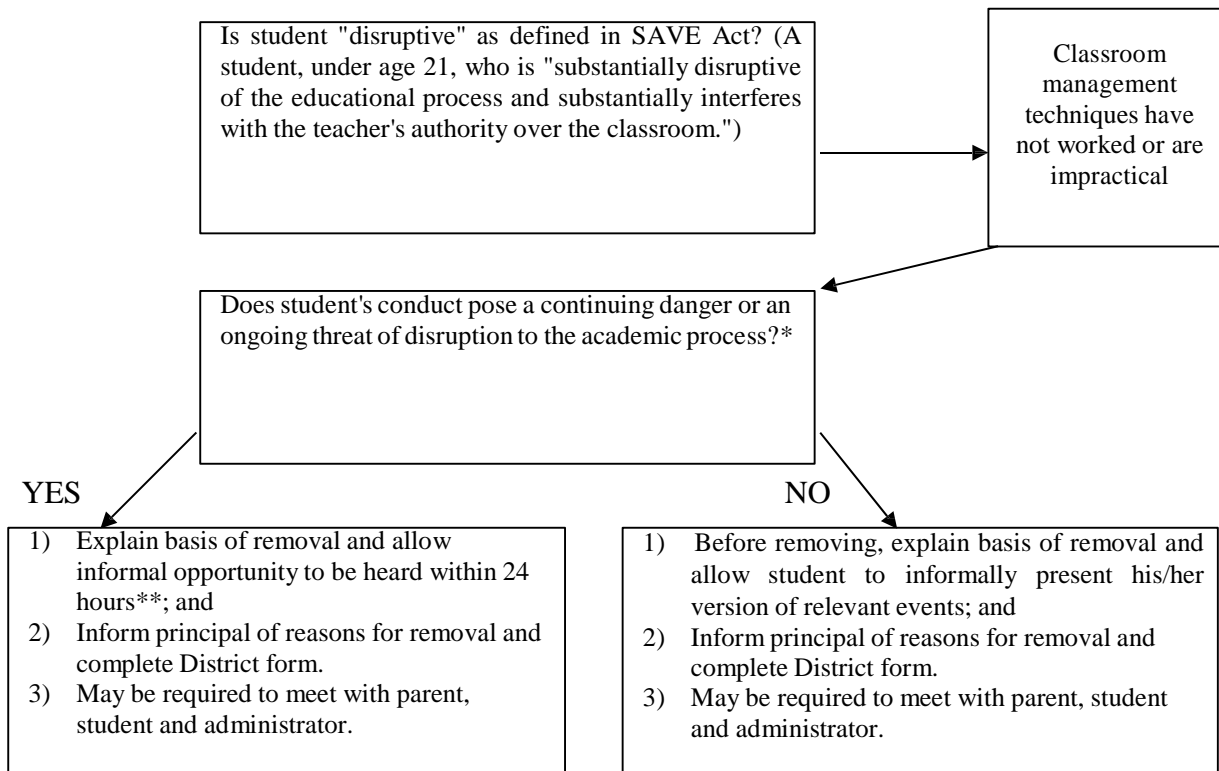 Is student "disruptive" as defined in SAVE Act? (A
student, under age 21, who is "substantially disruptive
of the educational process and substantially interferes
with the teacher's authority over the classroom.")
Classroom
management
techniques have
not worked or are
impractical
Does student's conduct pose a continuing danger or an
ongoing threat of disruption to the academic process?*
YES
1) Explain basis of removal and allow
informal opportunity to be heard within 24
hours**; and
2) Inform principal of reasons for removal and
complete District form.
3) May be required to meet with parent,
student and administrator.
NO
1) Before removing, explain basis of removal and
allow student to informally present his/her
version of relevant events; and
2) Inform principal of reasons for removal and
complete District form.
3) May be required to meet with parent, student
and administrator.